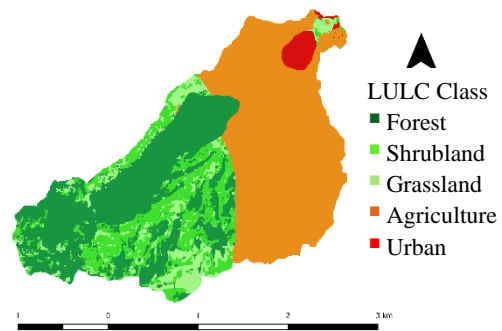 LULC Class
Forest
Shrubland
Grassland
Agriculture
Urban
1 0 1 2 3 km